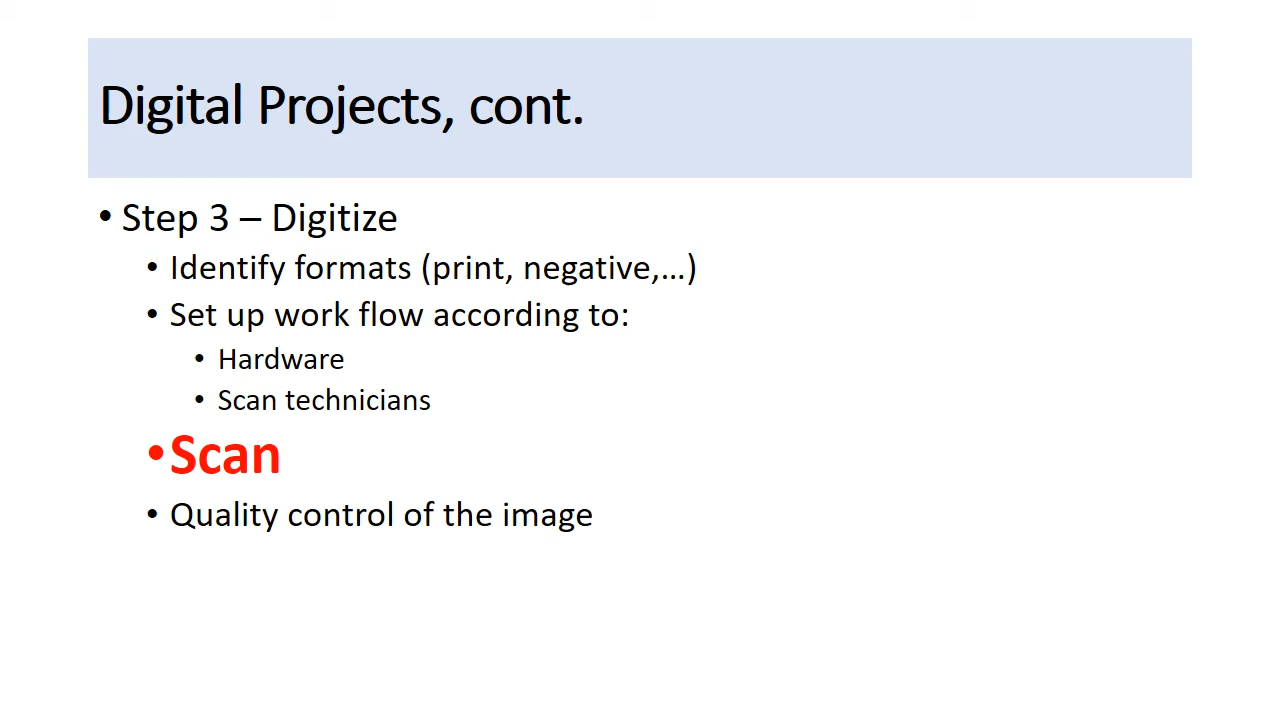 Digital Projects, cont.
• Step 3 – Digitize
• Identify formats (print, negative,…)
• Set up work flow according to:
• Hardware
• Scan technicians
• Scan
• Quality control of the image